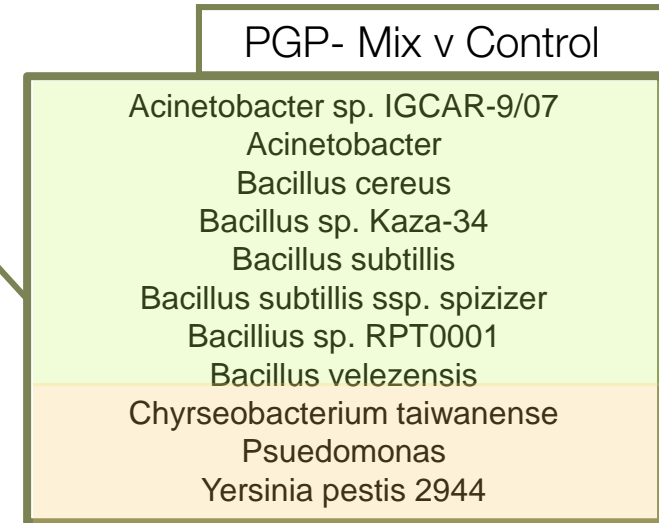 PGP- Mix v Control
Acinetobacter sp. IGCAR-9/07
Acinetobacter
Bacillus cereus
Bacillus sp. Kaza-34
Bacillus subtillis
Bacillus subtillis ssp. spizizer
Bacillius sp. RPT0001
Bacillus velezensis
Chyrseobacterium taiwanense
Psuedomonas
Yersinia pestis 2944